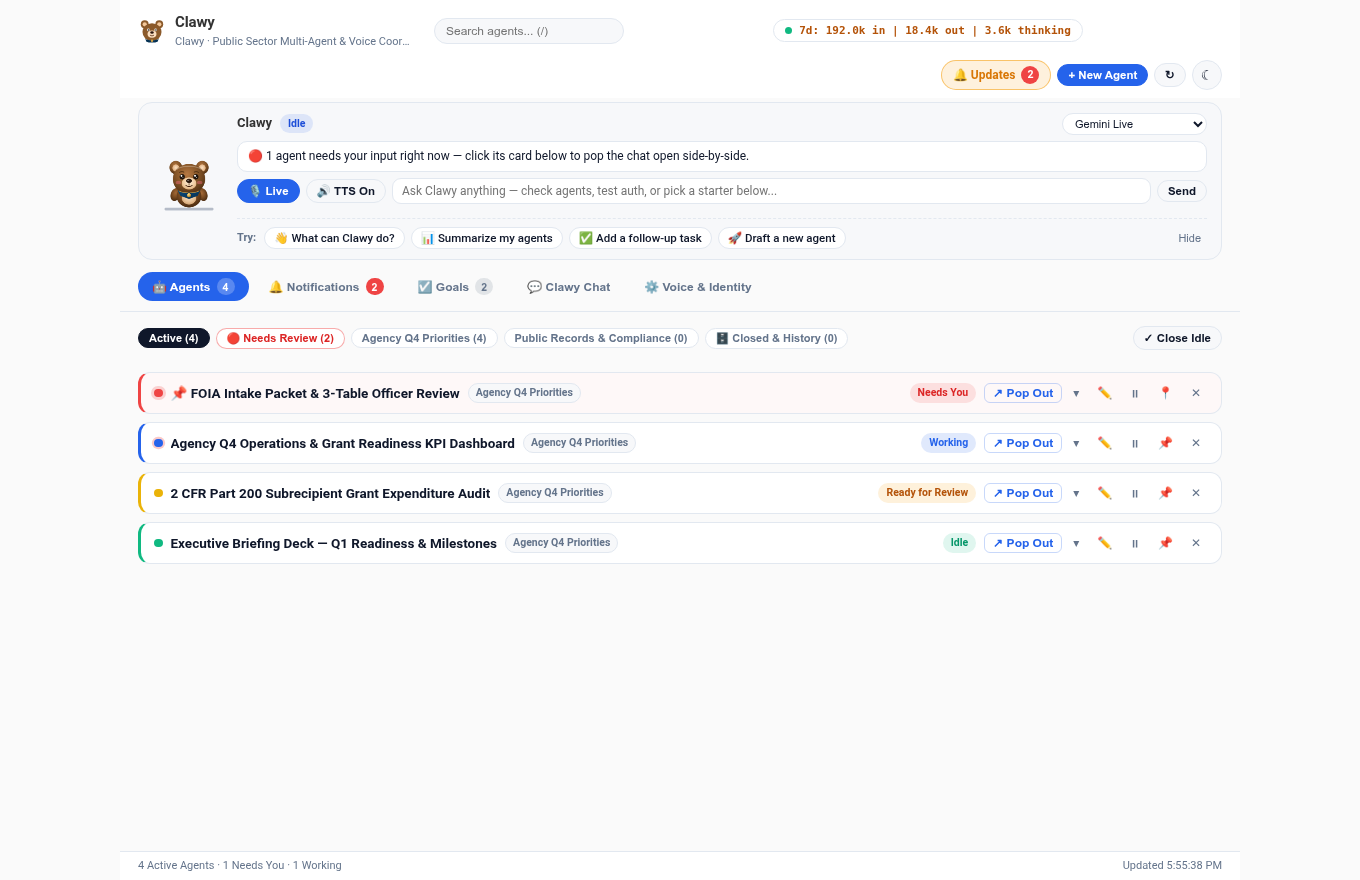 Clawy
Clawy · Public Sector Multi-Agent & Voice Coor...
Search agents... (/)
7d: 192.0k in | 18.4k out | 3.6k thinking
🔔 Updates 2
+ New Agent
↻
☾
Clawy Idle
Gemini Live
🔴 1 agent needs your input right now — click its card below to pop the chat open side-by-side.
🎙️ Live
🔊 TTS On
Ask Clawy anything — check agents, test auth, or pick a starter below...
Send
Try:
👋 What can Clawy do?
📊 Summarize my agents
✅ Add a follow-up task
🚀 Draft a new agent
Hide
🤖 Agents 4
🔔 Notifications 2
☑️ Goals 2
💬 Clawy Chat
⚙️ Voice & Identity
Active (4)
🔴 Needs Review (2)
Agency Q4 Priorities (4)
Public Records & Compliance (0)
🗄️ Closed & History (0)
✓ Close Idle
📌 FOIA Intake Packet & 3-Table Officer Review Agency Q4 Priorities Needs You ↗ Pop Out ▾ ✏️ ⏸ 📍 ✕
Agency Q4 Operations & Grant Readiness KPI Dashboard Agency Q4 Priorities Working ↗ Pop Out ▾ ✏️ ⏸ 📌 ✕
2 CFR Part 200 Subrecipient Grant Expenditure Audit Agency Q4 Priorities Ready for Review ↗ Pop Out ▾ ✏️ ⏸ 📌 ✕
Executive Briefing Deck — Q1 Readiness & Milestones Agency Q4 Priorities Idle ↗ Pop Out ▾ ✏️ ⏸ 📌 ✕
4 Active Agents · 1 Needs You · 1 Working
Updated 5:55:38 PM